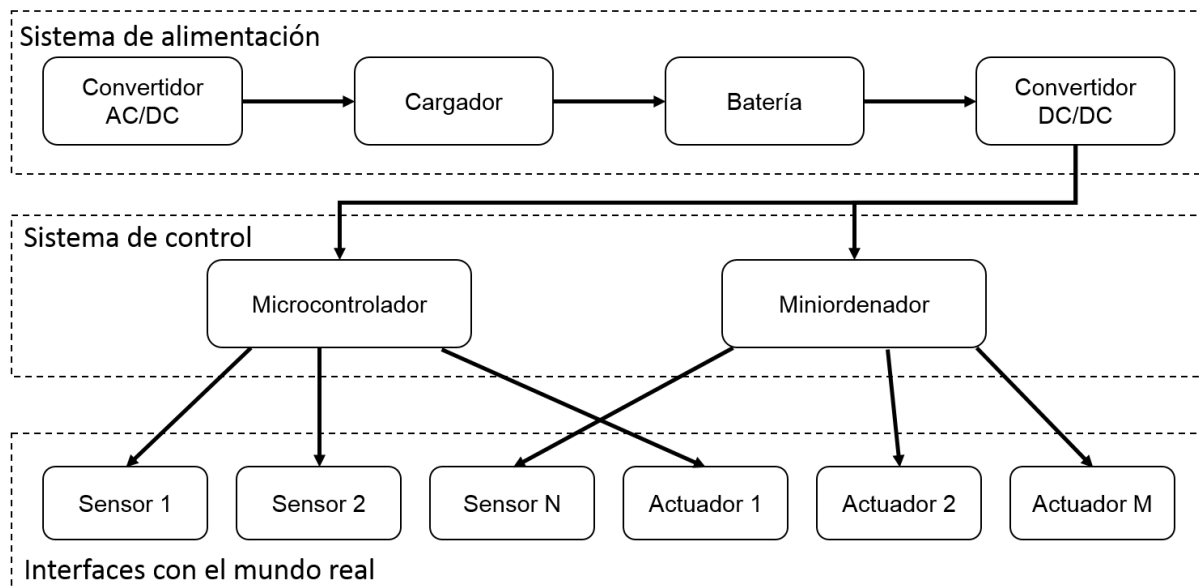 Sistema de alimentación
Convertidor
AC/DC
Cargador
Batería
Convertidor
DC/DC
Sistema de control
Microcontrolador
Miniordenador
Sensor 1
Sensor 2
Sensor N
Actuador 1
Actuador 2
Actuador M
Interfaces con el mundo real